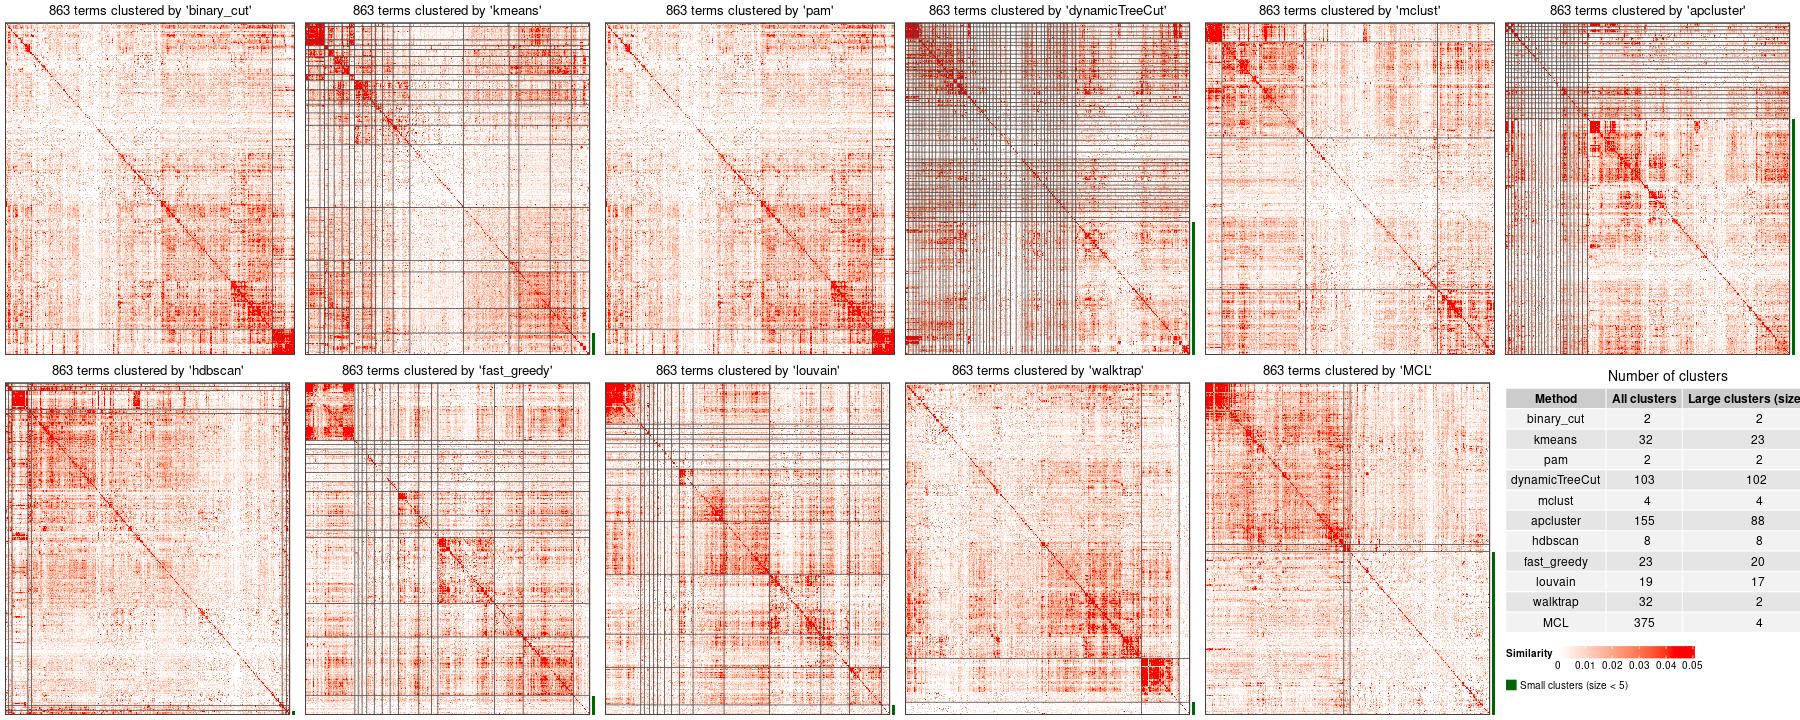 863 terms clustered by 'binary_cut'
863 terms clustered by 'kmeans'
863 terms clustered by 'pam'
863 terms clustered by 'dynamicTreeCut'
863 terms clustered by 'mclust'
863 terms clustered by 'apcluster'
863 terms clustered by 'hdbscan'
863 terms clustered by 'fast_greedy'
863 terms clustered by 'louvain'
863 terms clustered by 'walktrap'
863 terms clustered by 'MCL'
Number of clusters
Method All clusters Large clusters (size
binary_cut 2 2
kmeans 32 23
pam 2 2
dynamicTreeCut 103 102
mclust 4 4
apcluster 155 88
hdbscan 8 8
fast_greedy 23 20
louvain 19 17
walktrap 32 2
MCL 375 4
Similarity
0 0.01 0.02 0.03 0.04 0.05
Small clusters (size < 5)